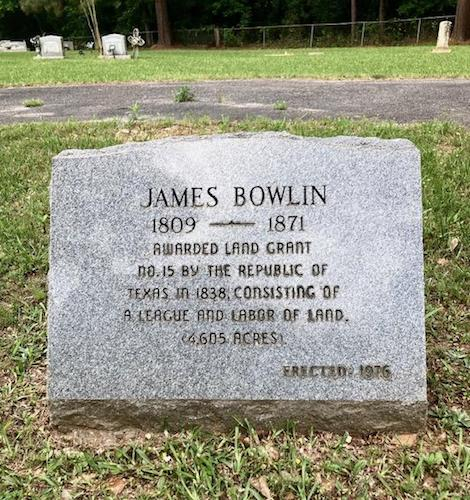 JAMES BOWLIN
1809 — 1871
AWARDED LAND GRANT
NO. 15 BY THE REPUBLIC OF
TEXAS IN 1838, CONSISTING OF
A LEAGUE AND LABOR OF LAND.
(4,605 ACRES).
ERECTED: 1976